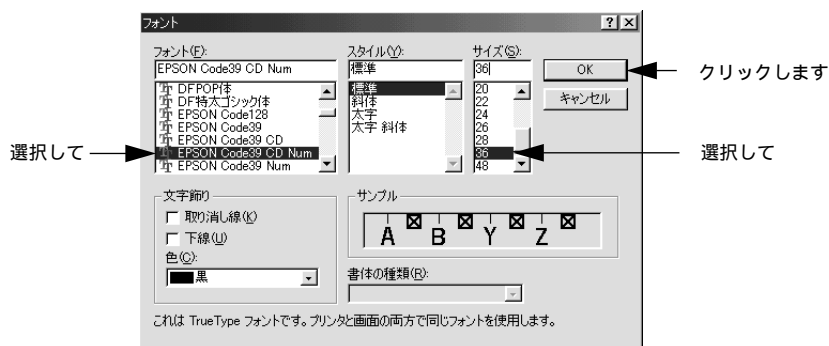 フォント
フォント(F):
スタイル(Y):
サイズ(S):
EPSON Code39 CD Num
標準
36
OK
クリックします
キャンセル
DFPOP体
DF特太ゴシック体
EPSON Code128
EPSON Code39
EPSON Code39 CD
EPSON Code39 CD Num
EPSON Code39 Num
標準
斜体
太字
太字 斜体
20
22
24
26
28
36
48
選択して
選択して
文字飾り
取り消し線(K)
下線(U)
色(C):
黒
サンプル
A B Y Z
書体の種類(R):
これは TrueType フォントです。プリンタと画面の両方で同じフォントを使用します。